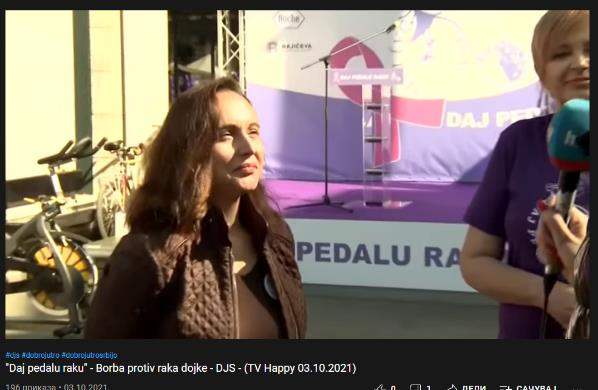 Roche
RAJIĆEVA
DAJ PEDALU RAKU
DAJ PED
PEDALU RA
h
#djs #dobrojutro #dobrojutrosrbijo
"Daj pedalu raku" - Borba protiv raka dojke - DJS - (TV Happy 03.10.2021)
196 приказа • 03.10.2021.
0
1
ДЕЛИ
САЧУВАЈ
...